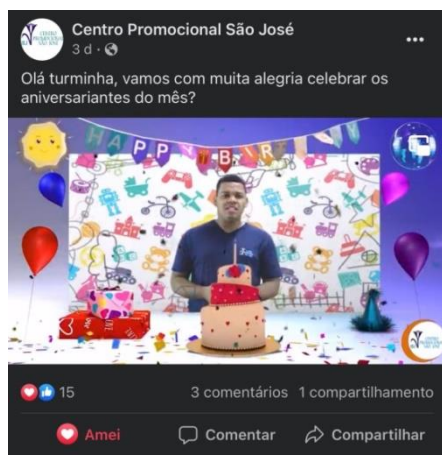 Centro Promocional São José
3 d
Olá turminha, vamos com muita alegria celebrar os
aniversariantes do mês?
HAPPY BIRTHDAY
15
3 comentários 1 compartilhamento
Amei
Comentar
Compartilhar